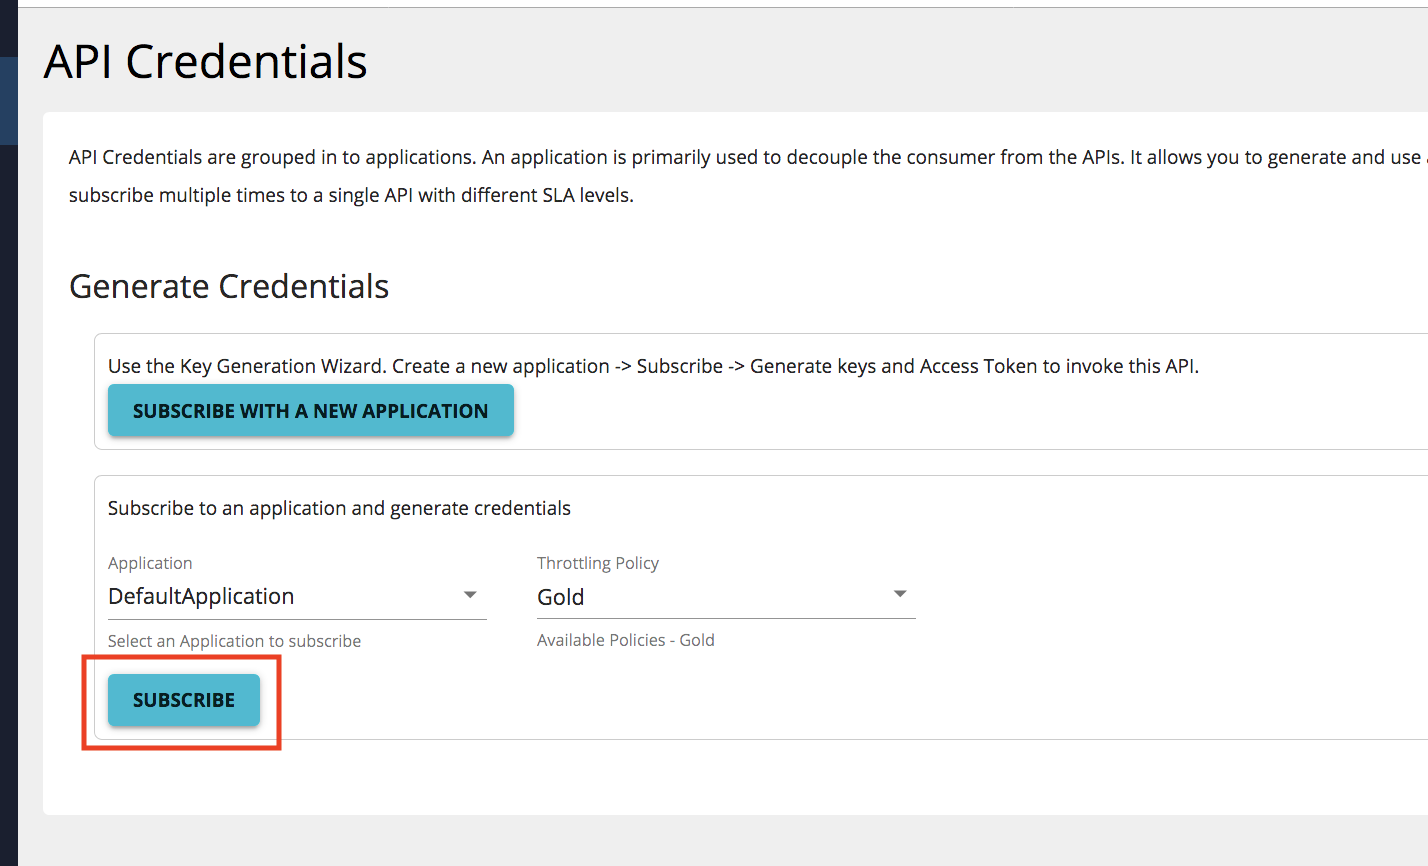 API Credentials
API Credentials are grouped in to applications. An application is primarily used to decouple the consumer from the APIs. It allows you to generate and use
subscribe multiple times to a single API with different SLA levels.
Generate Credentials
Use the Key Generation Wizard. Create a new application -> Subscribe -> Generate keys and Access Token to invoke this API.
SUBSCRIBE WITH A NEW APPLICATION
Subscribe to an application and generate credentials
Application
DefaultApplication
Select an Application to subscribe
Throttling Policy
Gold
Available Policies - Gold
SUBSCRIBE